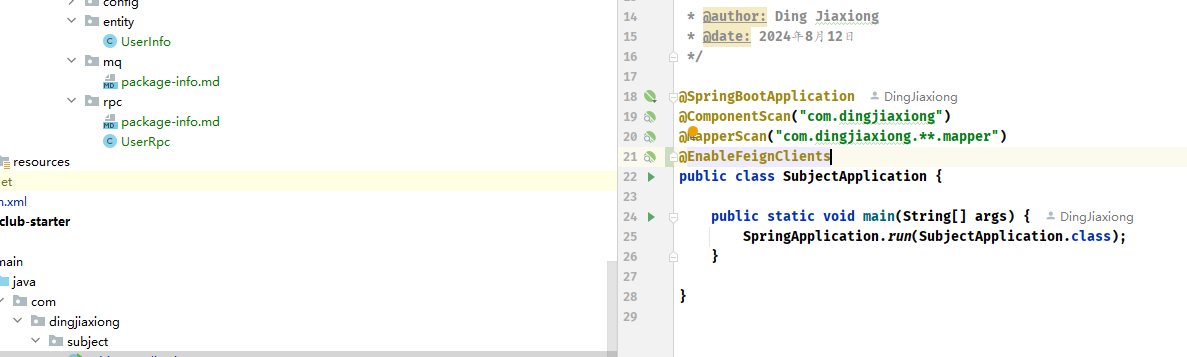 config
entity
UserInfo
mq
package-info.md
rpc
package-info.md
UserRpc
resources
et
n.xml
club-starter
main
java
com
dingjiaxiong
subject
14 * @author: Ding Jiaxiong
15 * @date: 2024年8月12日
16 */
17
18 @SpringBootApplication DingJiaxiong
19 @ComponentScan("com.dingjiaxiong")
20 @MapperScan("com.dingjiaxiong.**.mapper")
21 @EnableFeignClients
22 public class SubjectApplication {
23
24 public static void main(String[] args) { DingJiaxiong
25 SpringApplication.run(SubjectApplication.class);
26 }
27
28 }
29